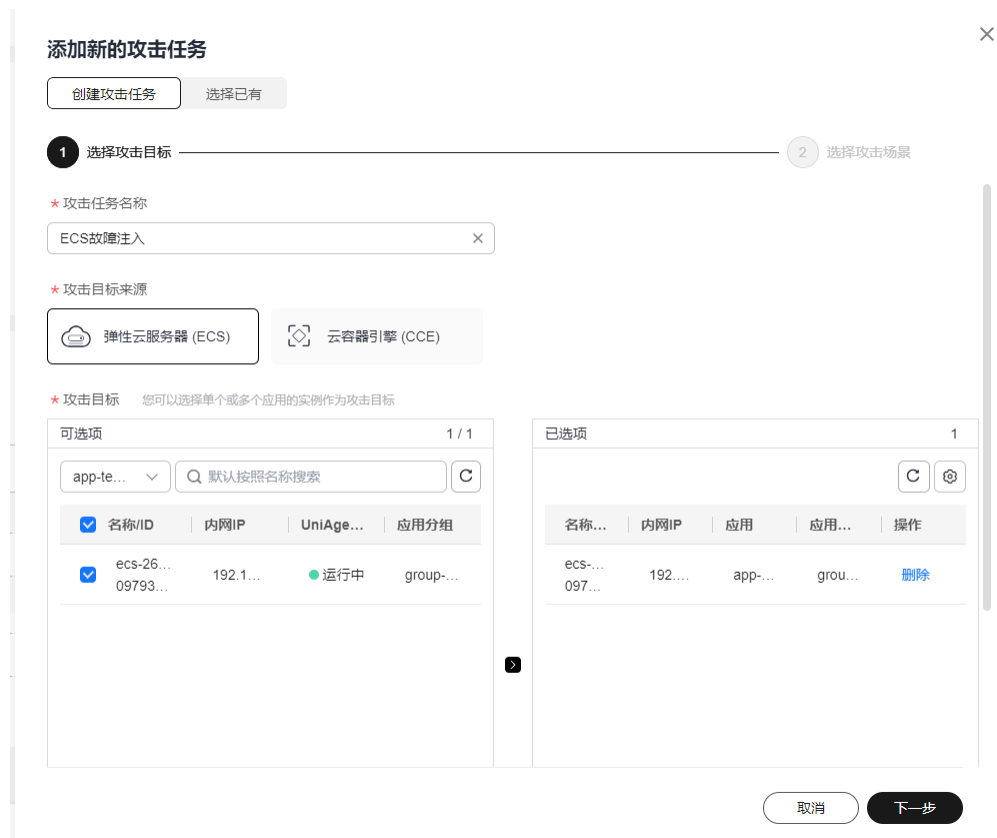 添加新的攻击任务
创建攻击任务 选择已有
1 选择攻击目标 2 选择攻击场景
* 攻击任务名称
ECS故障注入
* 攻击目标来源
弹性云服务器 (ECS) 云容器引擎 (CCE)
* 攻击目标 您可以选择单个或多个应用的实例作为攻击目标
可选项 1 / 1
已选项 1
app-te... 默认按照名称搜索
名称/ID 内网IP UniAge... 应用分组
ecs-26...
09793... 192.1... 运行中 group-...
名称... 内网IP 应用 应用... 操作
ecs-...
097... 192.... app-... grou... 删除
取消 下一步